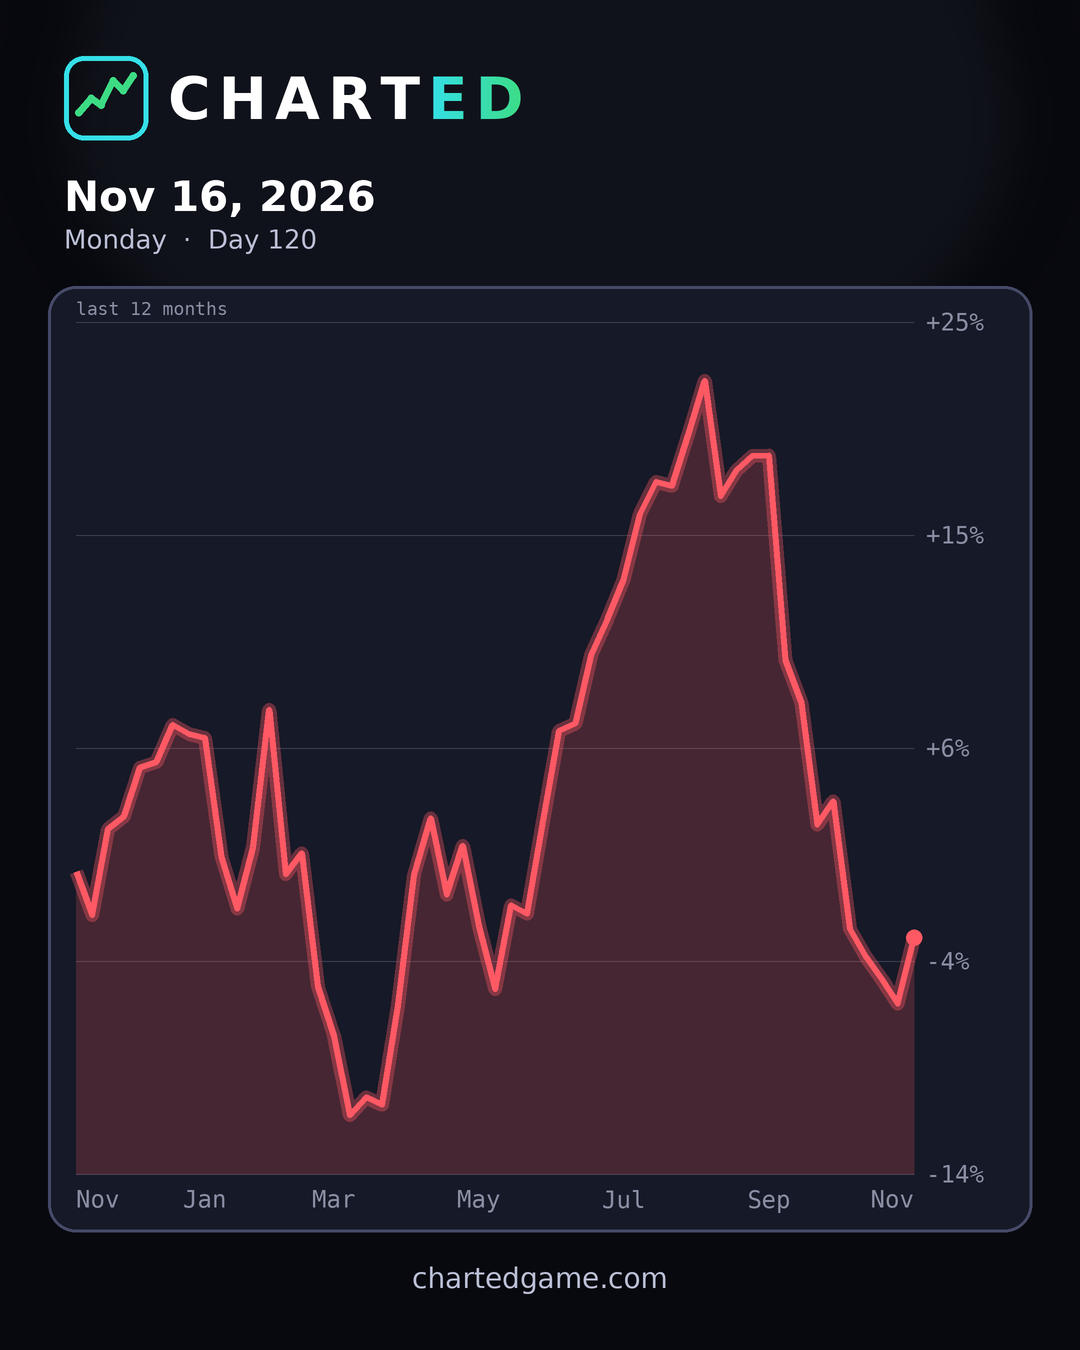 CHARTED
Nov 16, 2026
Monday · Day 120
last 12 months
+25%
+15%
+6%
-4%
-14%
Nov Jan Mar May Jul Sep Nov
chartedgame.com